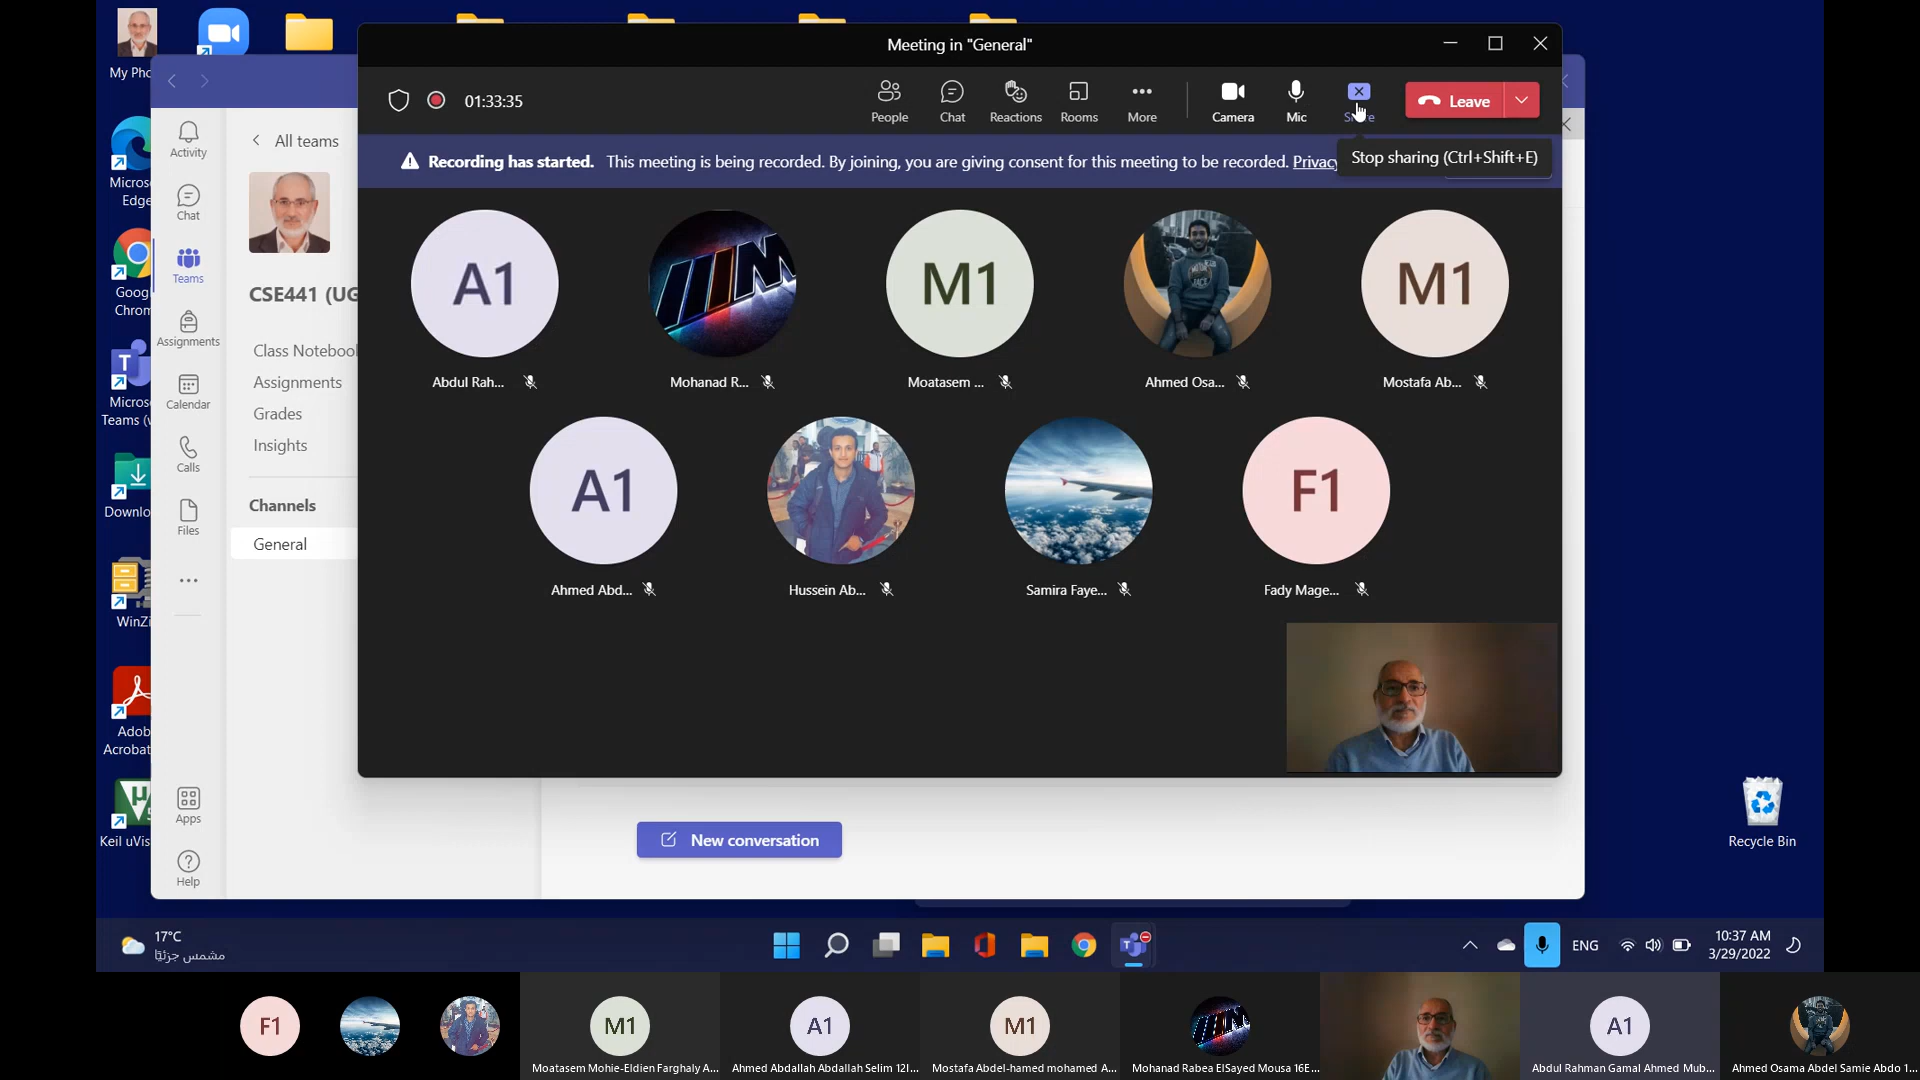 My Pho
Meeting in "General"
01:33:35
People
Chat
Reactions
Rooms
More
Camera
Mic
Share
Leave
Stop sharing (Ctrl+Shift+E)
Recording has started. This meeting is being recorded. By joining, you are giving consent for this meeting to be recorded. Privacy
Micros
Edge
Goog
Chrom
Micros
Teams (w
Downlo
WinZi
Adob
Acrobat
Keil uVis
Activity
Chat
Teams
Assignments
Calendar
Calls
Files
Apps
Help
All teams
CSE441 (UG
Class Notebook
Assignments
Grades
Insights
Channels
General
A1
M1
M1
Abdul Rah...
Mohanad R...
Moatasem ...
Ahmed Osa...
Mostafa Ab...
A1
F1
Ahmed Abd...
Hussein Ab...
Samira Faye...
Fady Mage...
New conversation
Recycle Bin
17°C
مشمس جزئيًا
ENG
10:37 AM
3/29/2022
F1
M1
A1
M1
A1
Moatasem Mohie-Eldien Farghaly A...
Ahmed Abdallah Abdallah Selim 12I...
Mostafa Abdel-hamed mohamed A...
Mohanad Rabea ElSayed Mousa 16E...
Abdul Rahman Gamal Ahmed Mub...
Ahmed Osama Abdel Samie Abdo 1...